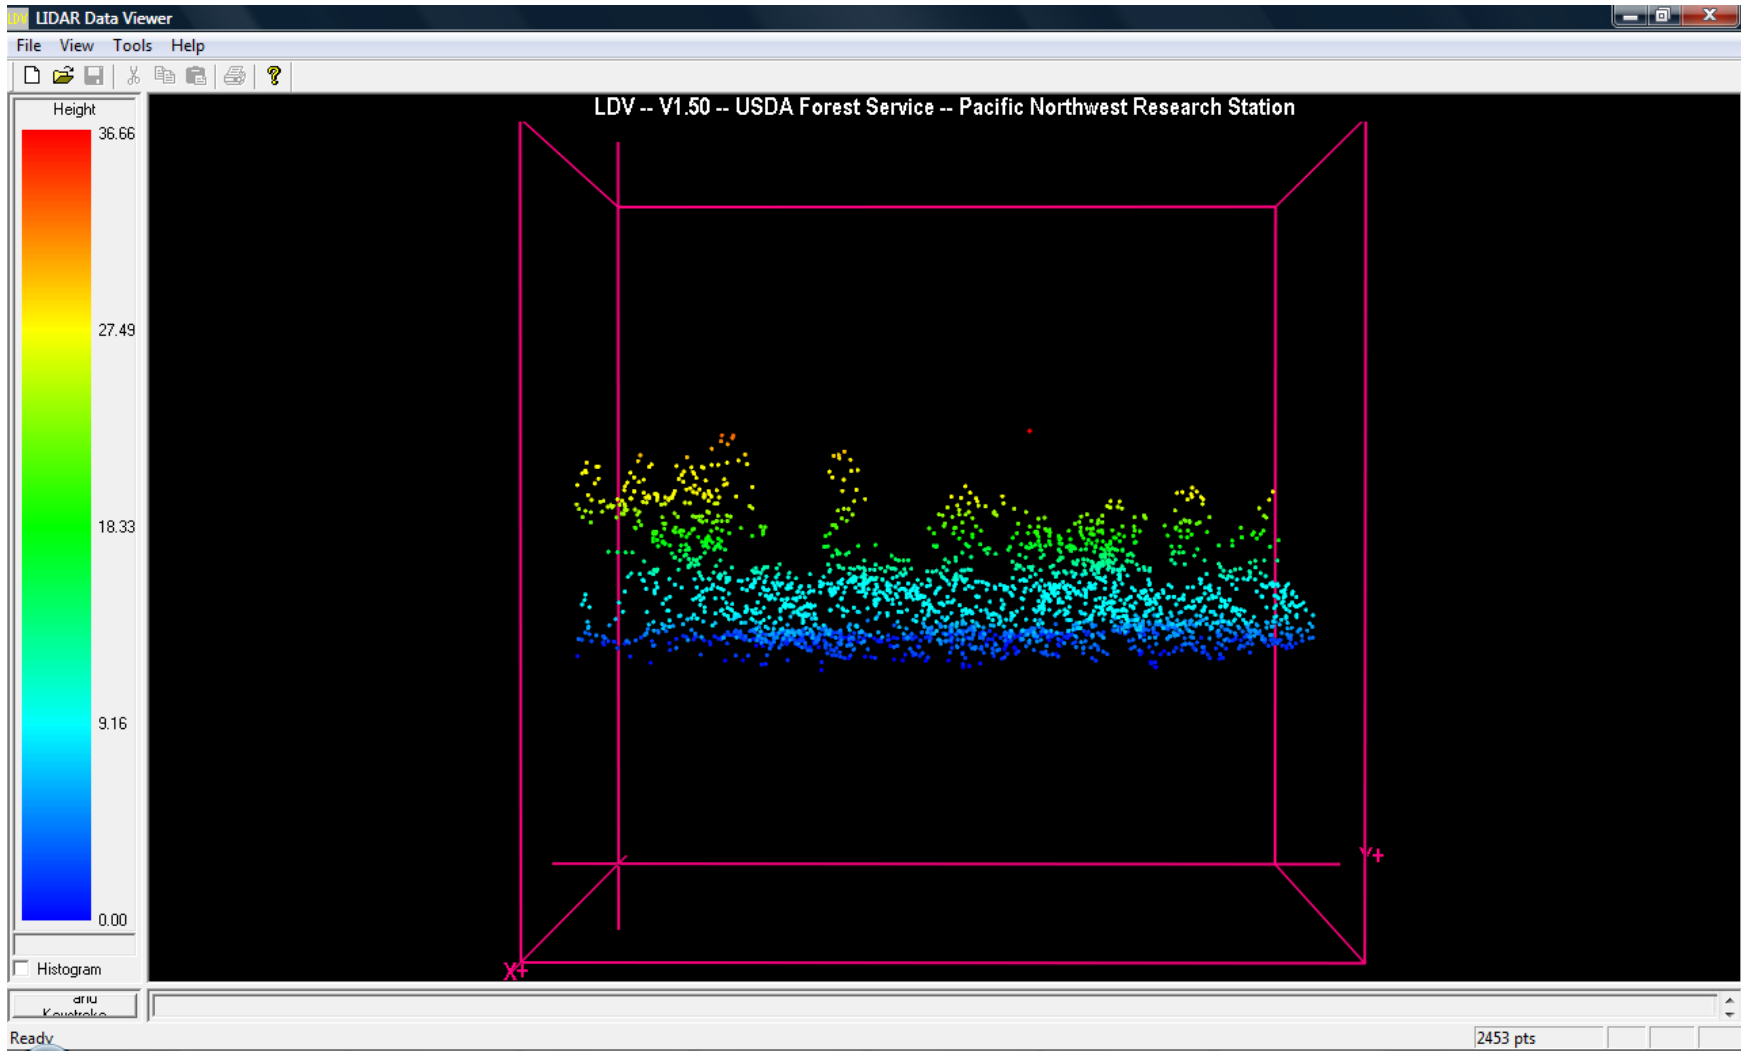 LDV LIDAR Data Viewer
File View Tools Help
LDV -- V1.50 -- USDA Forest Service -- Pacific Northwest Research Station
Height
36.66
27.49
18.33
9.16
0.00
Y+
X+
Histogram
Ready
2453 pts